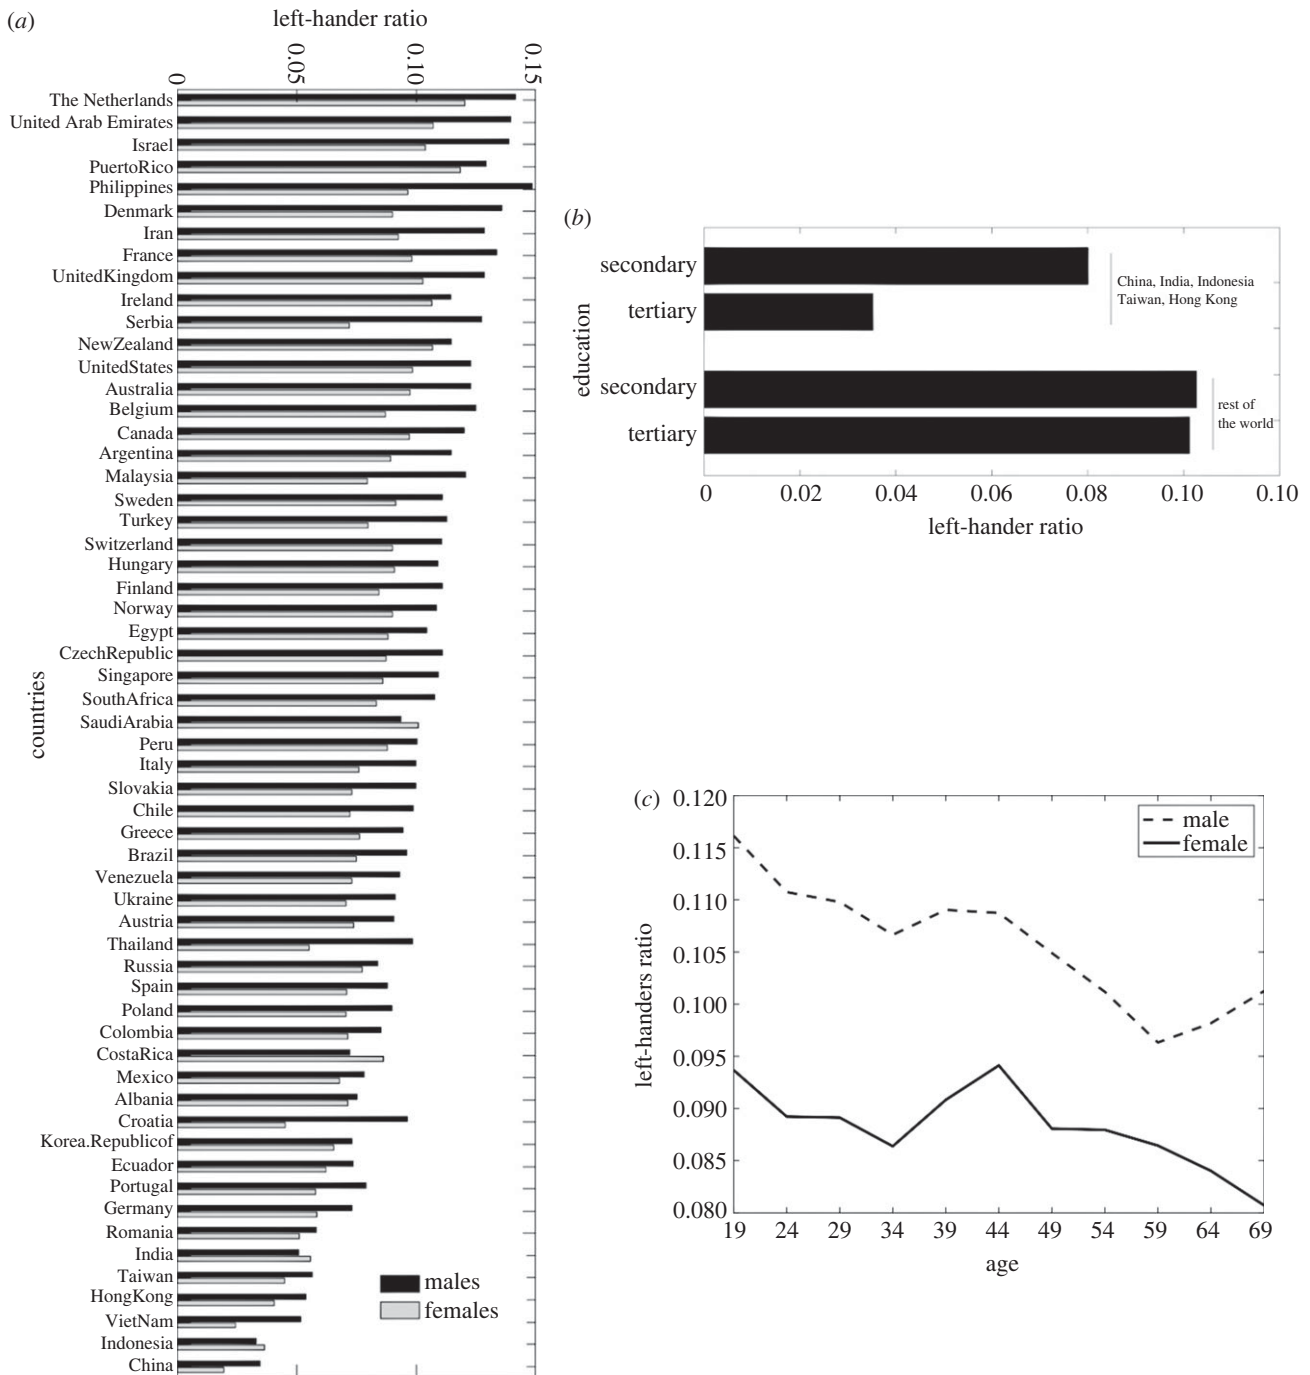 (a)
left-hander ratio
0
0.05
0.10
0.15
The Netherlands
United Arab Emirates
Israel
PuertoRico
Philippines
Denmark
Iran
France
UnitedKingdom
Ireland
Serbia
NewZealand
UnitedStates
Australia
Belgium
Canada
Argentina
Malaysia
Sweden
Turkey
Switzerland
Hungary
Finland
Norway
Egypt
CzechRepublic
Singapore
SouthAfrica
SaudiArabia
Peru
Italy
Slovakia
Chile
Greece
Brazil
Venezuela
Ukraine
Austria
Thailand
Russia
Spain
Poland
Colombia
CostaRica
Mexico
Albania
Croatia
Korea.Republicof
Ecuador
Portugal
Germany
Romania
India
Taiwan
HongKong
VietNam
Indonesia
China
countries
males
females
(b)
education
secondary
tertiary
secondary
tertiary
China, India, Indonesia
Taiwan, Hong Kong
rest of
the world
0 0.02 0.04 0.06 0.08 0.10 0.10
left-hander ratio
(c)
left-handers ratio
0.120
0.115
0.110
0.105
0.100
0.095
0.090
0.085
0.080
male
female
19 24 29 34 39 44 49 54 59 64 69
age